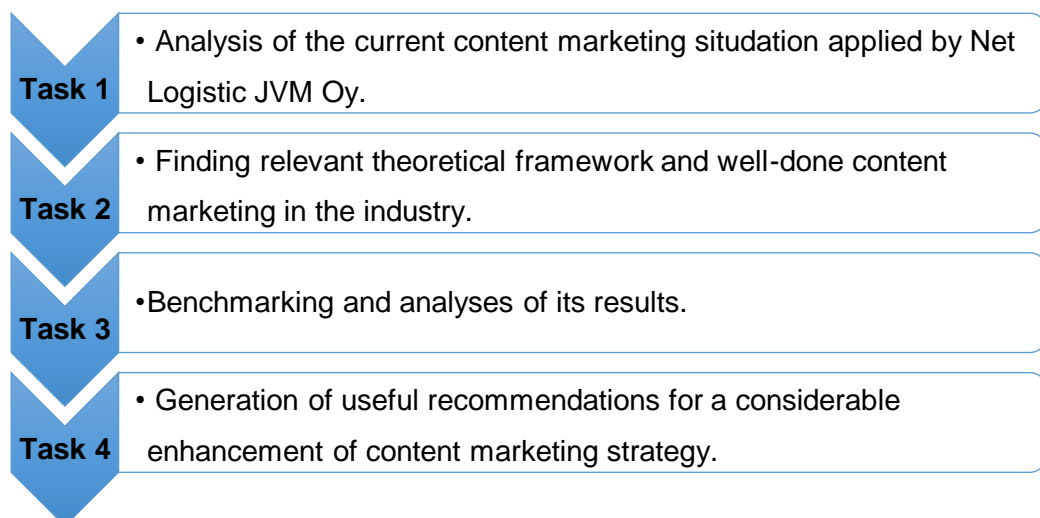 Task 1
• Analysis of the current content marketing situdation applied by Net
Logistic JVM Oy.
Task 2
• Finding relevant theoretical framework and well-done content
marketing in the industry.
Task 3
•Benchmarking and analyses of its results.
Task 4
• Generation of useful recommendations for a considerable
enhancement of content marketing strategy.